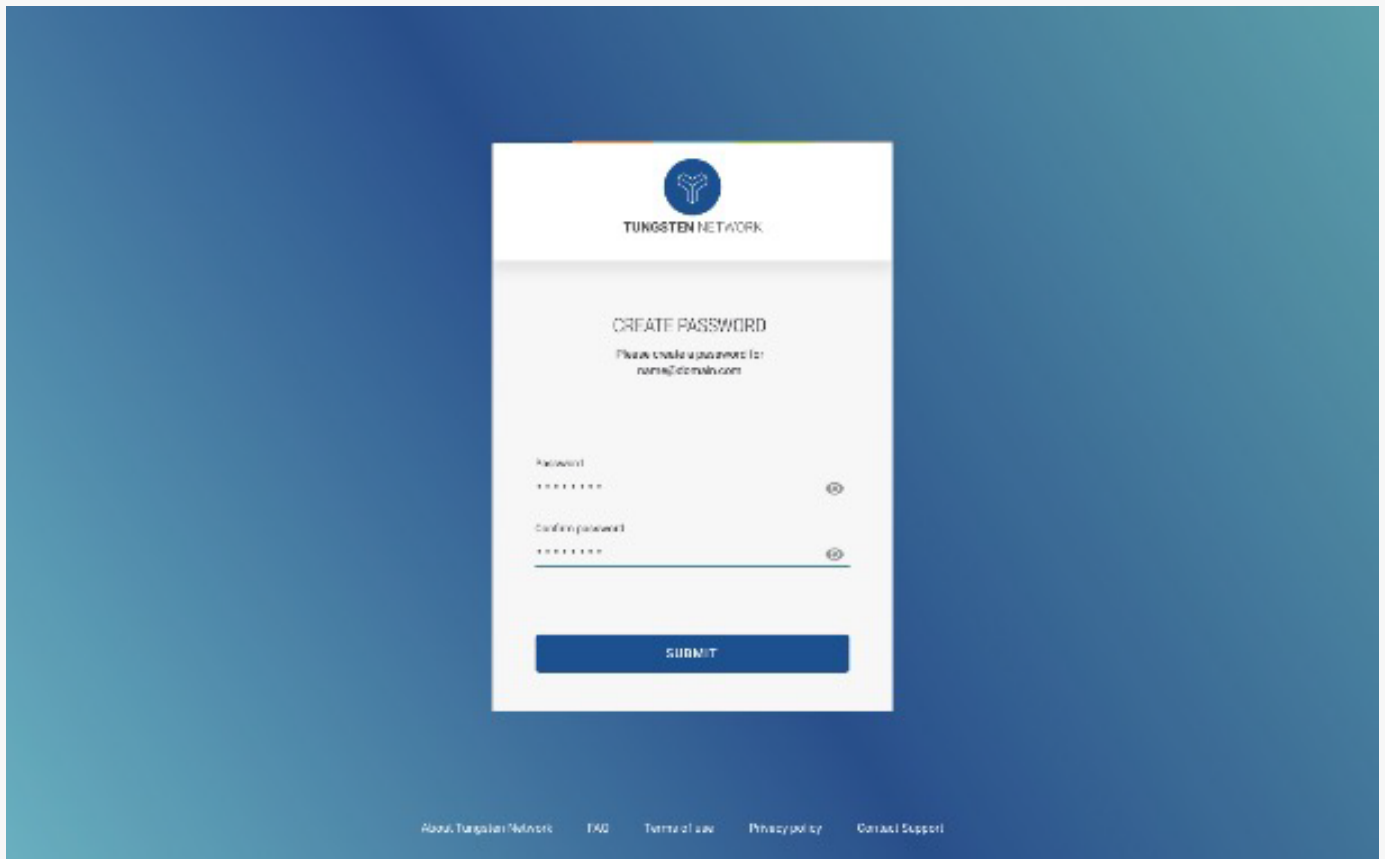 TUNGSTEN NETWORK
CREATE PASSWORD
Please create a password for
name@domain.com
Password
********
Confirm password
********
SUBMIT
About Tungsten Network FAQ Terms of use Privacy policy Contact Support